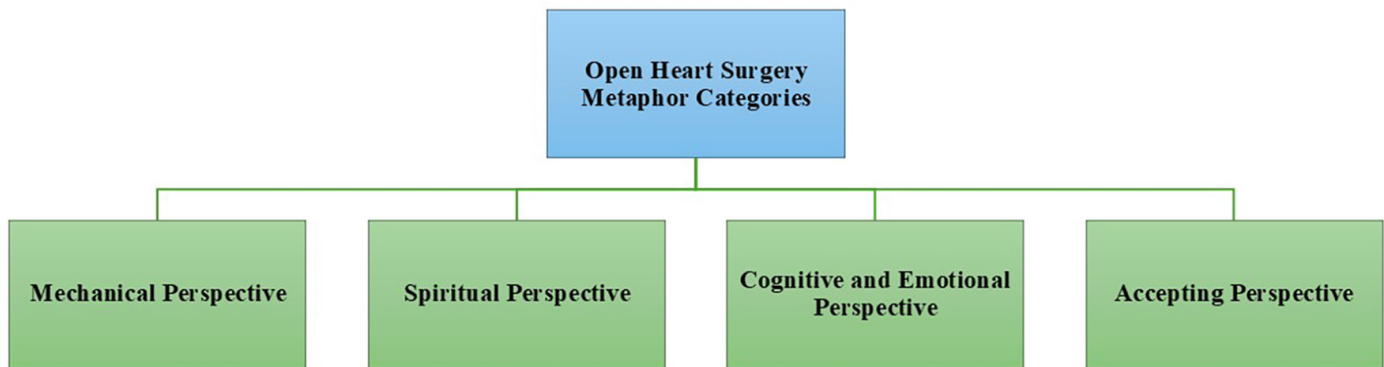 Open Heart Surgery
Metaphor Categories
Mechanical Perspective
Spiritual Perspective
Cognitive and Emotional
Perspective
Accepting Perspective